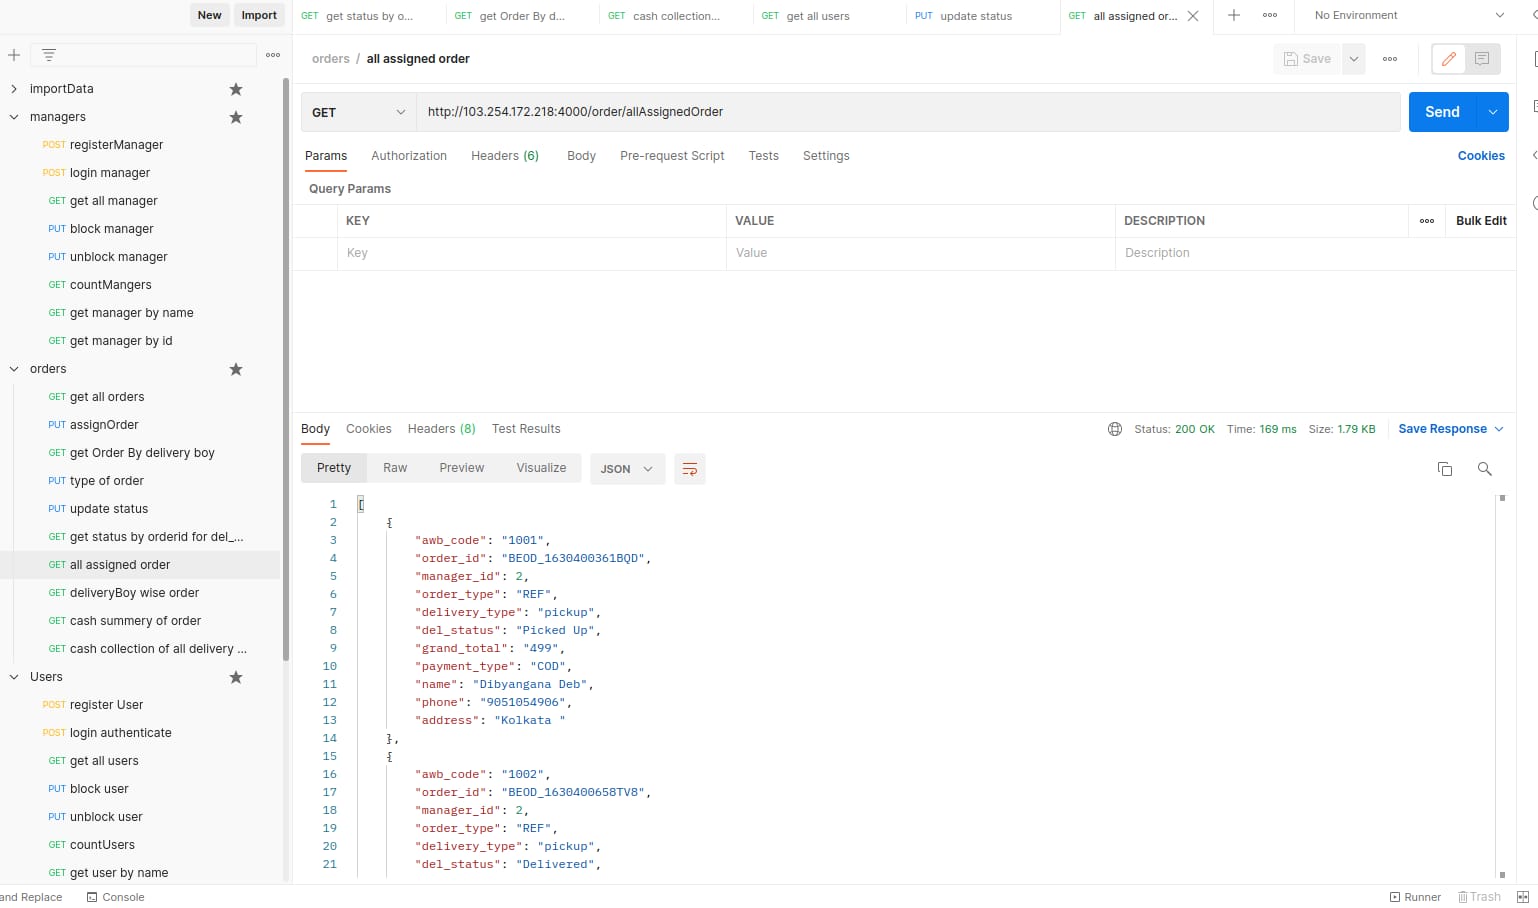 New Import
GET get status by o...
GET get Order By d...
GET cash collection...
GET get all users
PUT update status
GET all assigned or...
No Environment
importData
managers
POST registerManager
POST login manager
GET get all manager
PUT block manager
PUT unblock manager
GET countMangers
GET get manager by name
GET get manager by id
orders
GET get all orders
PUT assignOrder
GET get Order By delivery boy
PUT type of order
PUT update status
GET get status by orderid for del_...
GET all assigned order
GET deliveryBoy wise order
GET cash summery of order
GET cash collection of all delivery ...
Users
POST register User
POST login authenticate
GET get all users
PUT block user
PUT unblock user
GET countUsers
GET get user by name
orders / all assigned order
Save
GET http://103.254.172.218:4000/order/allAssignedOrder
Send
Params Authorization Headers (6) Body Pre-request Script Tests Settings Cookies
Query Params
KEY VALUE DESCRIPTION Bulk Edit
Key Value Description
Body Cookies Headers (8) Test Results Status: 200 OK Time: 169 ms Size: 1.79 KB Save Response
Pretty Raw Preview Visualize JSON
1 [
2 {
3 "awb_code": "1001",
4 "order_id": "BEOD_1630400361BQD",
5 "manager_id": 2,
6 "order_type": "REF",
7 "delivery_type": "pickup",
8 "del_status": "Picked Up",
9 "grand_total": "499",
10 "payment_type": "COD",
11 "name": "Dibyangana Deb",
12 "phone": "9051054906",
13 "address": "Kolkata "
14 },
15 {
16 "awb_code": "1002",
17 "order_id": "BEOD_1630400658TV8",
18 "manager_id": 2,
19 "order_type": "REF",
20 "delivery_type": "pickup",
21 "del_status": "Delivered",
and Replace Console Runner Trash